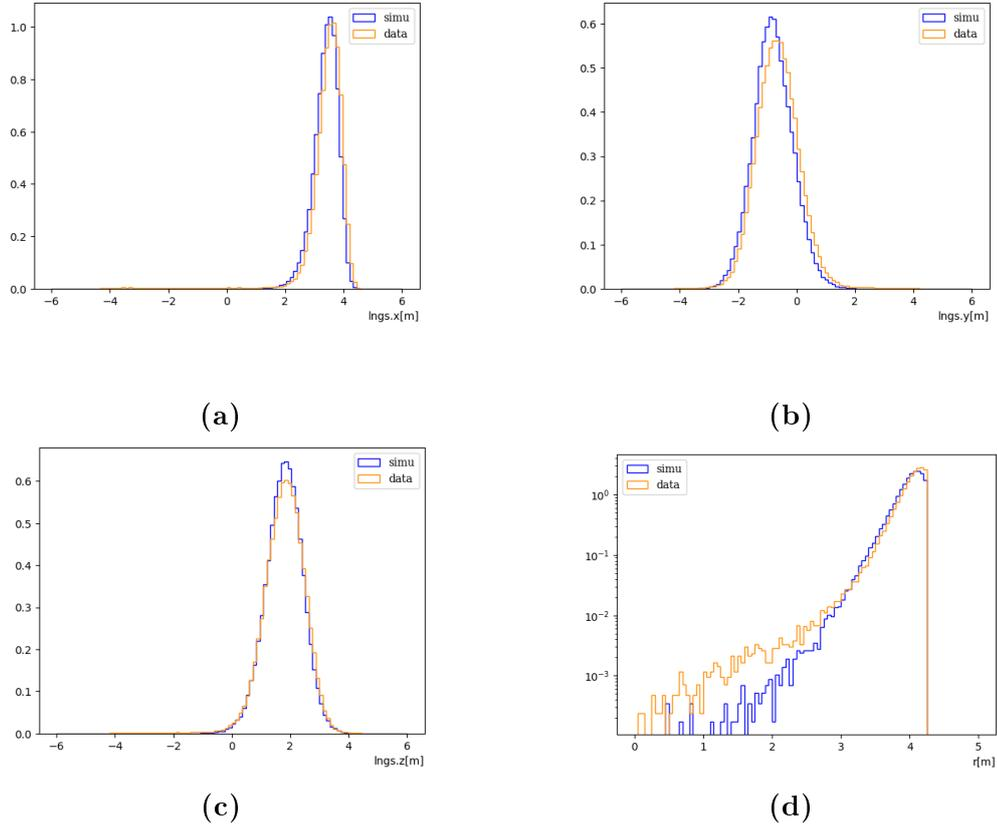 1.0
0.8
0.6
0.4
0.2
0.0
simu
data
−6 −4 −2 0 2 4 6
lngs.x[m]
(a)
0.6
0.5
0.4
0.3
0.2
0.1
0.0
simu
data
−6 −4 −2 0 2 4 6
lngs.y[m]
(b)
0.6
0.5
0.4
0.3
0.2
0.1
0.0
simu
data
−6 −4 −2 0 2 4 6
lngs.z[m]
(c)
simu
data
10⁰
10⁻¹
10⁻²
10⁻³
0 1 2 3 4 5
r[m]
(d)